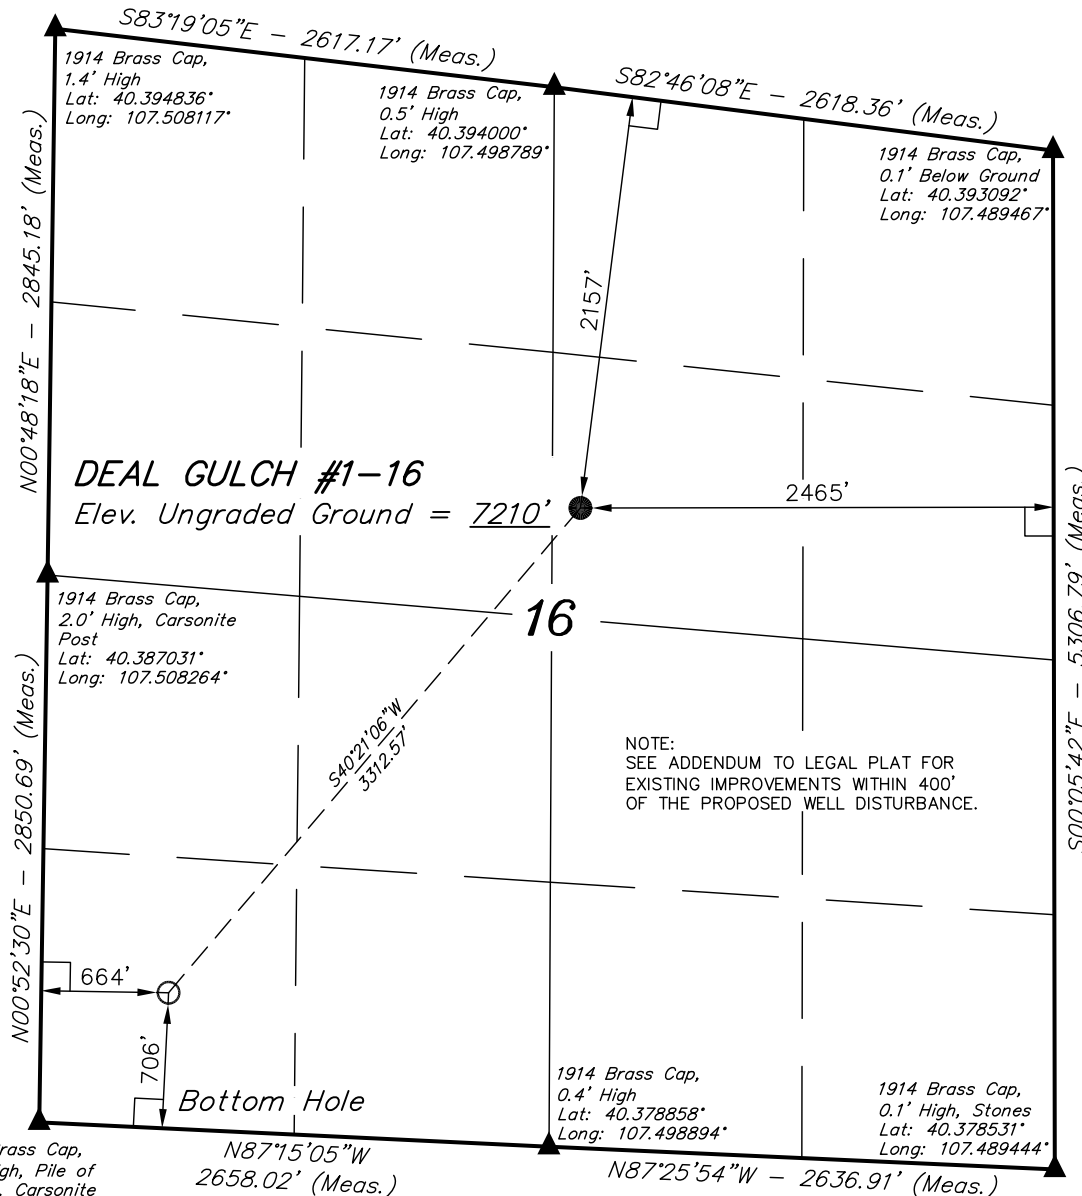 S83°19'05"E - 2617.17' (Meas.)
S82°46'08"E - 2618.36' (Meas.)
1914 Brass Cap,
1.4' High
Lat: 40.394836°
Long: 107.508117°
1914 Brass Cap,
0.5' High
Lat: 40.394000°
Long: 107.498789°
1914 Brass Cap,
0.1' Below Ground
Lat: 40.393092°
Long: 107.489467°
N00°48'18"E - 2845.18' (Meas.)
2157'
DEAL GULCH #1-16
Elev. Ungraded Ground = 7210'
2465'
1914 Brass Cap,
2.0' High, Carsonite
Post
Lat: 40.387031°
Long: 107.508264°
16
S00°05'42"E - 5306.79' (Meas.)
S40°21'06"W
3312.57'
NOTE:
SEE ADDENDUM TO LEGAL PLAT FOR
EXISTING IMPROVEMENTS WITHIN 400'
OF THE PROPOSED WELL DISTURBANCE.
N00°52'30"E - 2850.69' (Meas.)
664'
706'
Bottom Hole
1914 Brass Cap,
0.4' High
Lat: 40.378858°
Long: 107.498894°
1914 Brass Cap,
0.1' High, Stones
Lat: 40.378531°
Long: 107.489444°
Cap,
Pile of
Carsonite
N87°15'05"W
2658.02' (Meas.)
N87°25'54"W - 2636.91' (Meas.)